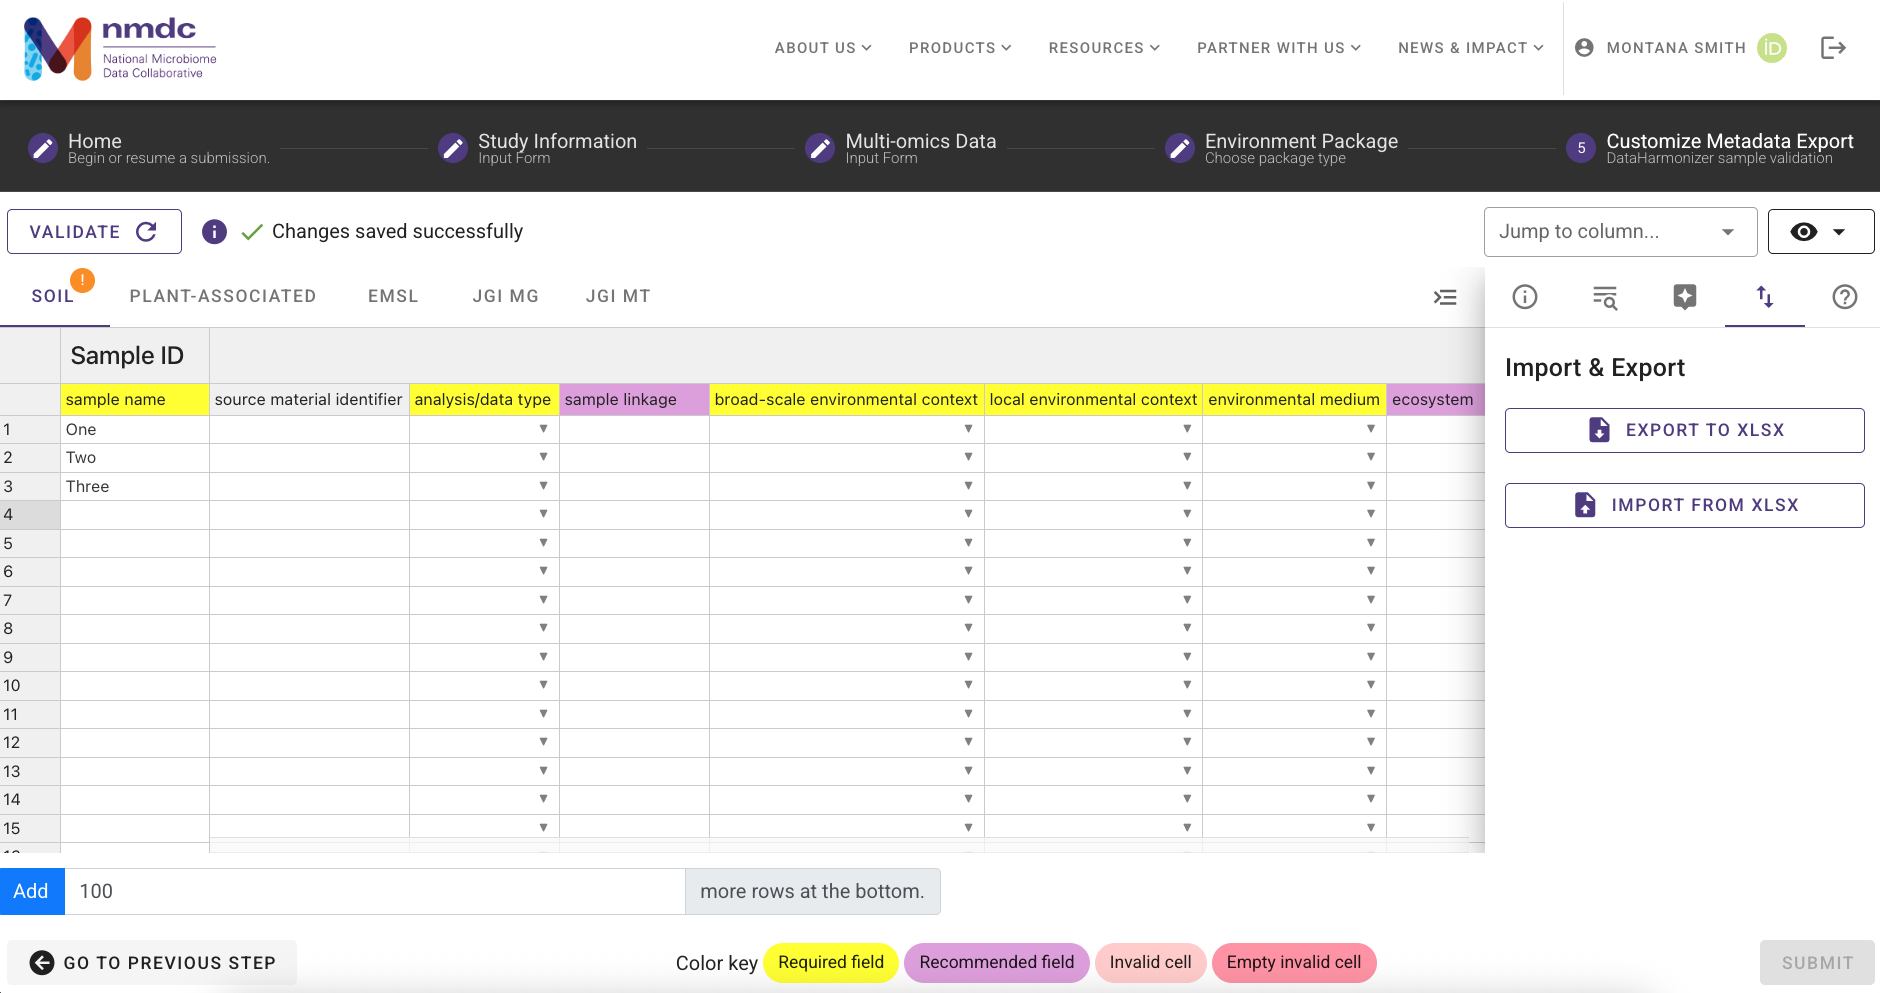 nmdc
National Microbiome
Data Collaborative
ABOUT US
PRODUCTS
RESOURCES
PARTNER WITH US
NEWS & IMPACT
MONTANA SMITH
iD
Home
Begin or resume a submission.
Study Information
Input Form
Multi-omics Data
Input Form
Environment Package
Choose package type
5
Customize Metadata Export
DataHarmonizer sample validation
VALIDATE
Changes saved successfully
Jump to column...
SOIL
!
PLANT-ASSOCIATED
EMSL
JGI MG
JGI MT
Sample ID
sample name
source material identifier
analysis/data type
sample linkage
broad-scale environmental context
local environmental context
environmental medium
ecosystem
1 One
2 Two
3 Three
4
5
6
7
8
9
10
11
12
13
14
15
Import & Export
EXPORT TO XLSX
IMPORT FROM XLSX
Add 100 more rows at the bottom.
GO TO PREVIOUS STEP
Color key Required field Recommended field Invalid cell Empty invalid cell
SUBMIT